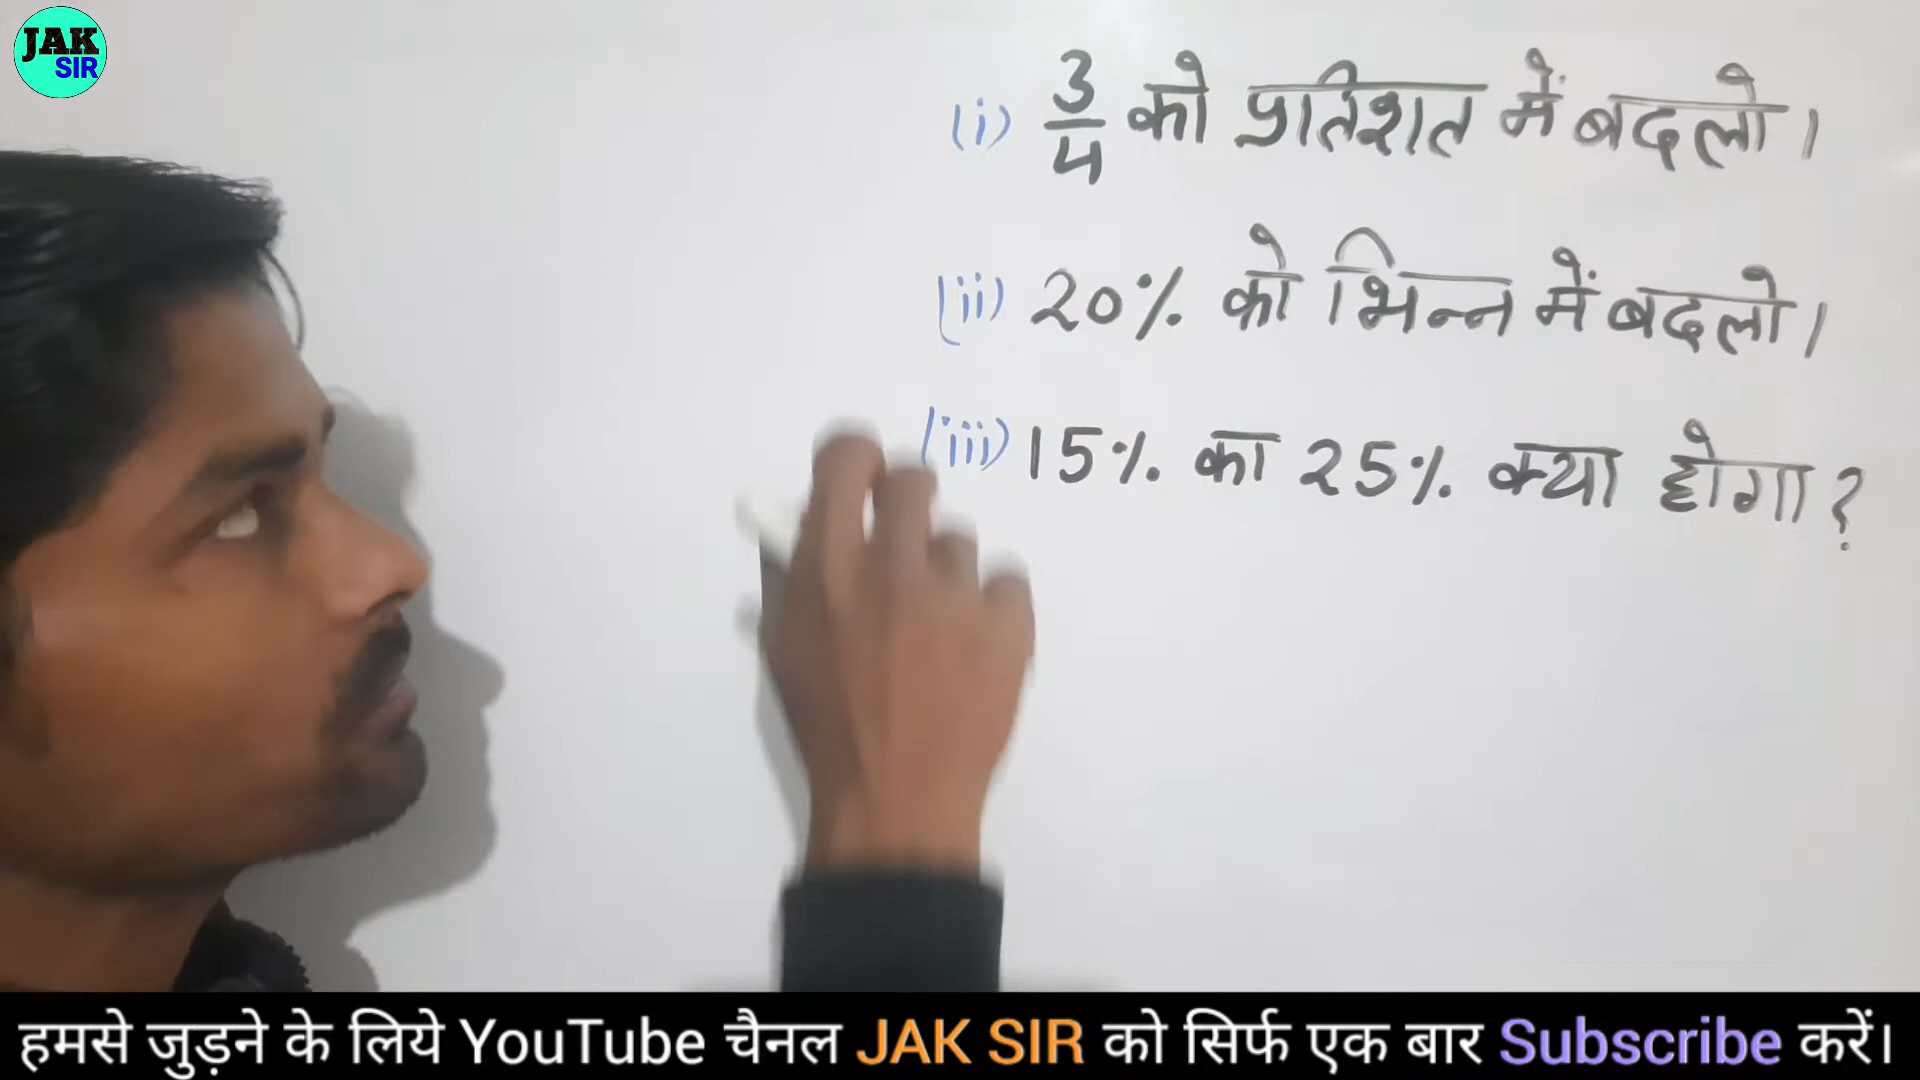 JAK
SIR
(i) 3/4 को प्रतिशत में बदलो।
(ii) 20% को भिन्न में बदलो।
(iii) 15% का 25% क्या होगा?
हमसे जुड़ने के लिये YouTube चैनल JAK SIR को सिर्फ एक बार Subscribe करें।